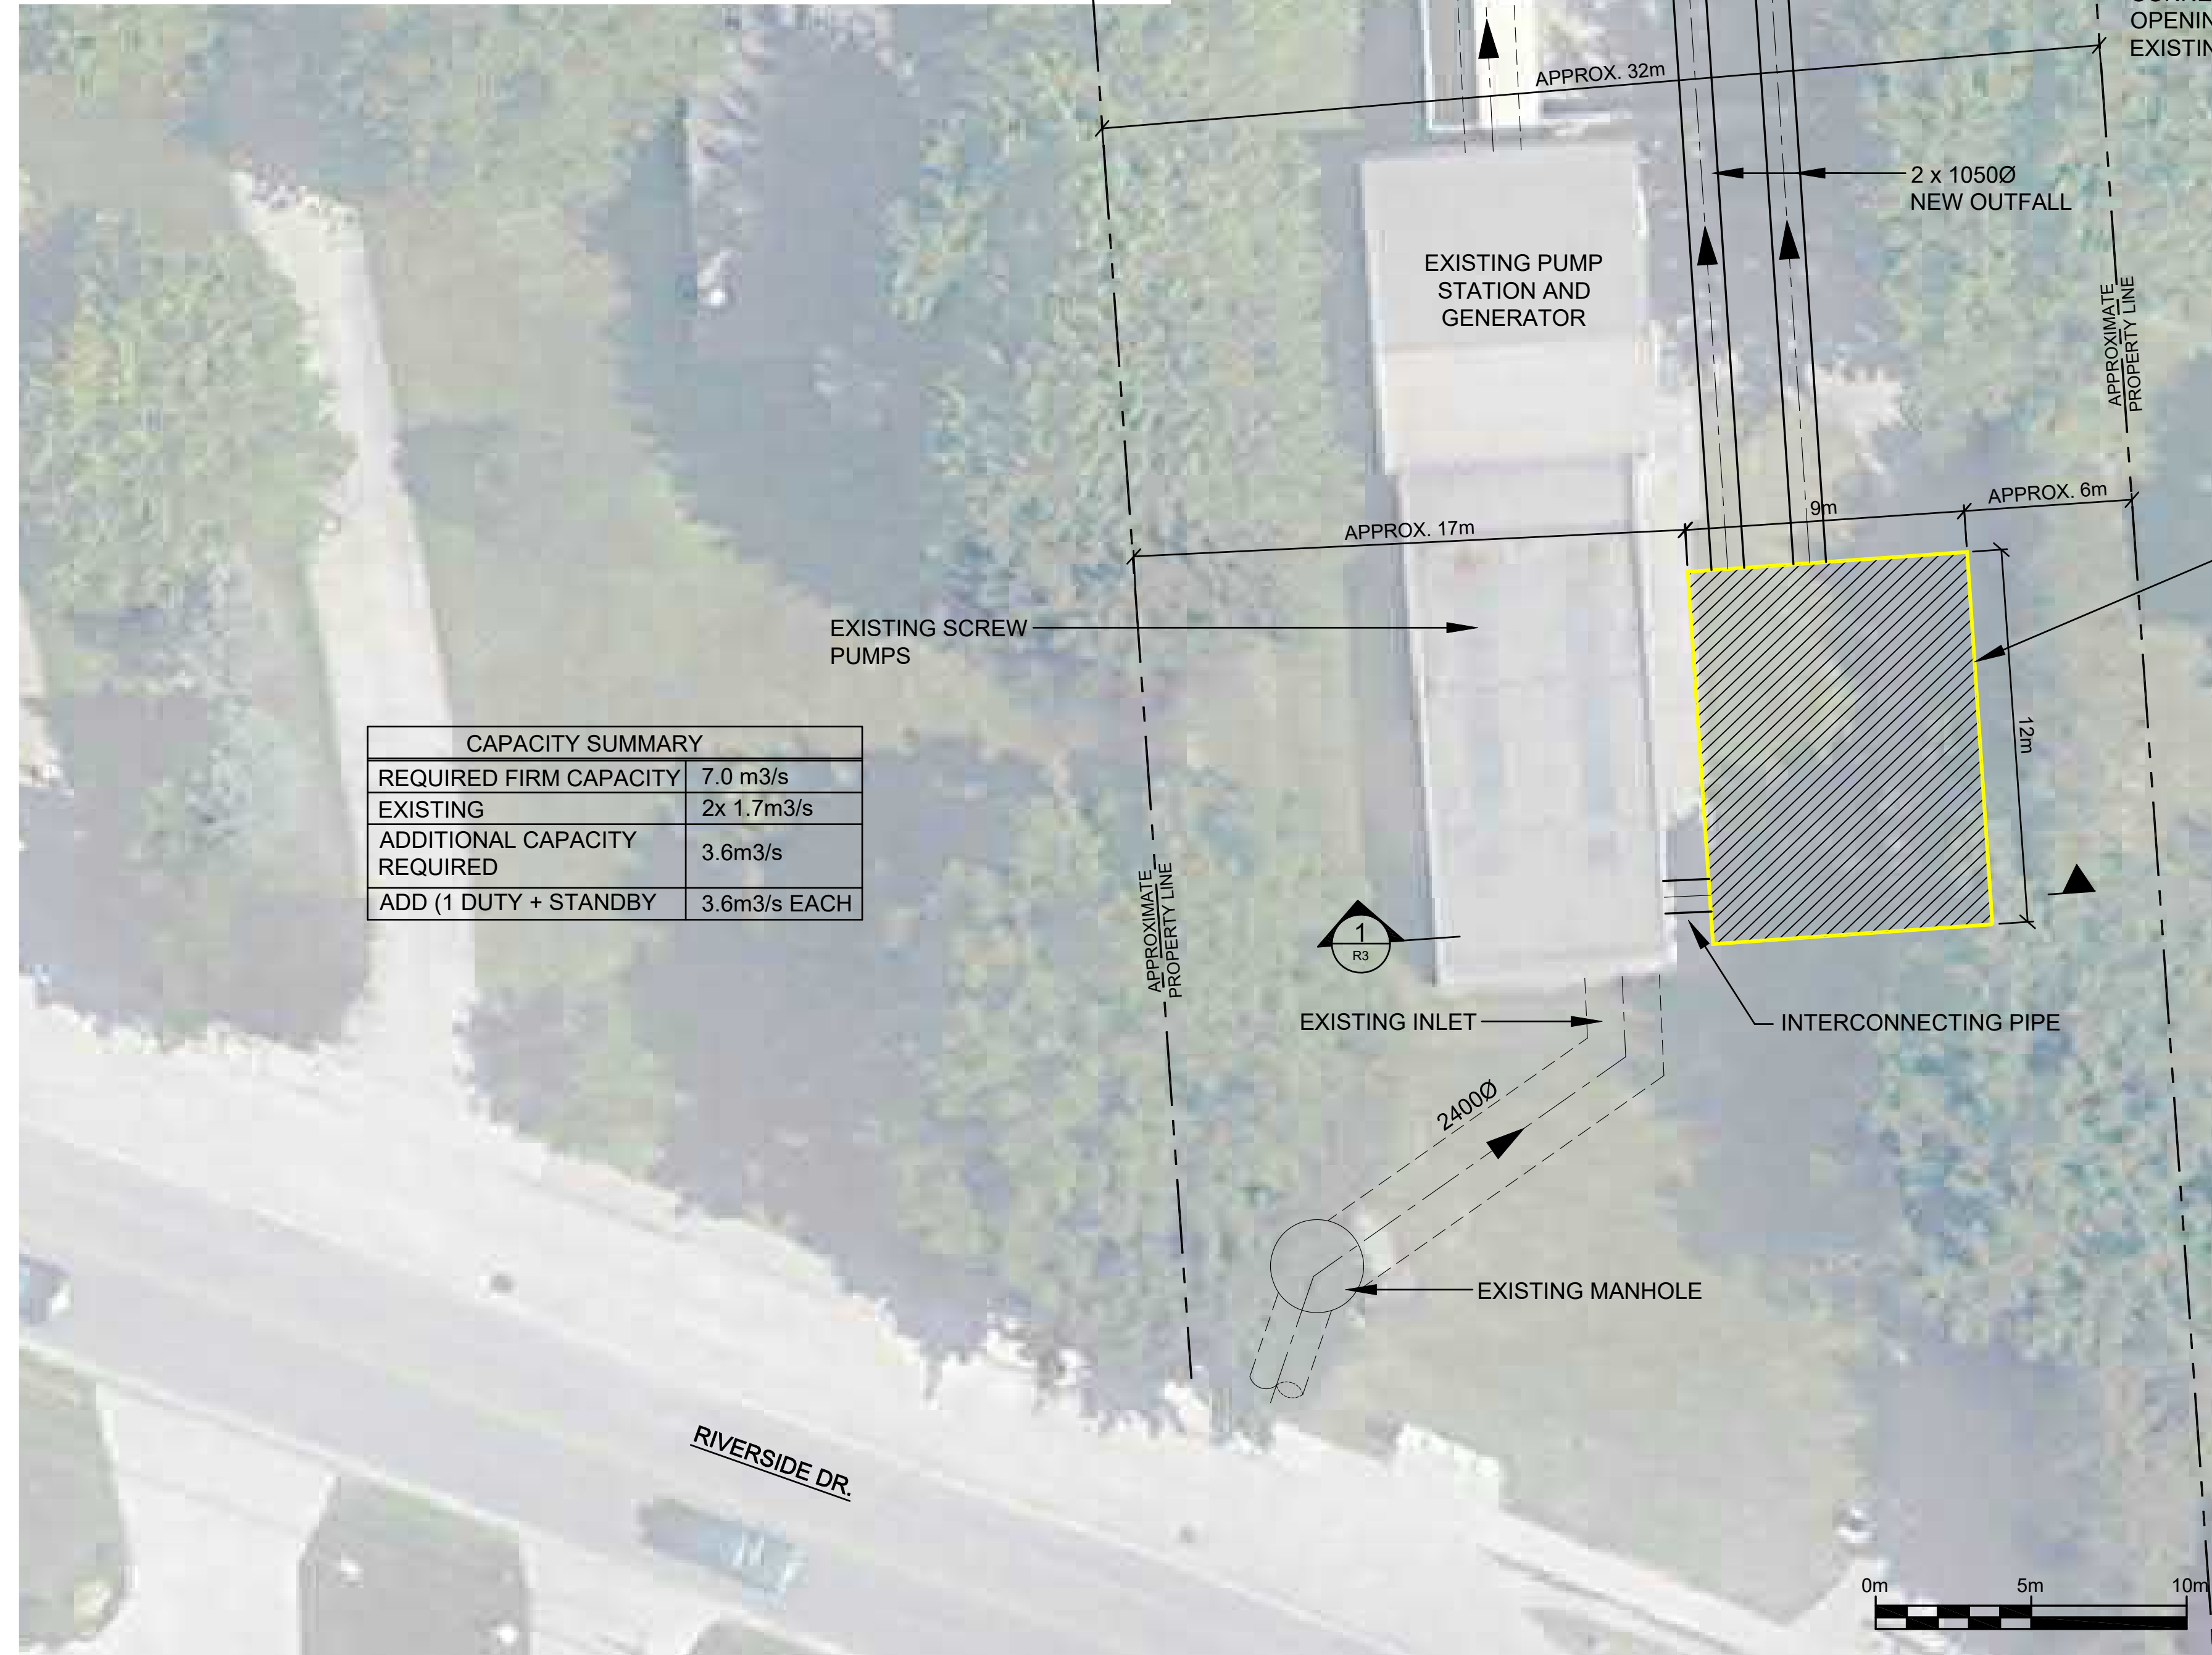 OPENIN
EXISTIN
APPROX. 32m
2 x 1050Ø
NEW OUTFALL
EXISTING PUMP
STATION AND
GENERATOR
APPROXIMATE
PROPERTY LINE
APPROX. 17m
9m
APPROX. 6m
EXISTING SCREW
PUMPS
12m
CAPACITY SUMMARY
REQUIRED FIRM CAPACITY 7.0 m3/s
EXISTING 2x 1.7m3/s
ADDITIONAL CAPACITY
REQUIRED 3.6m3/s
ADD (1 DUTY + STANDBY 3.6m3/s EACH
APPROXIMATE
PROPERTY LINE
1
R3
EXISTING INLET
INTERCONNECTING PIPE
2400Ø
EXISTING MANHOLE
RIVERSIDE DR.
0m 5m 10m